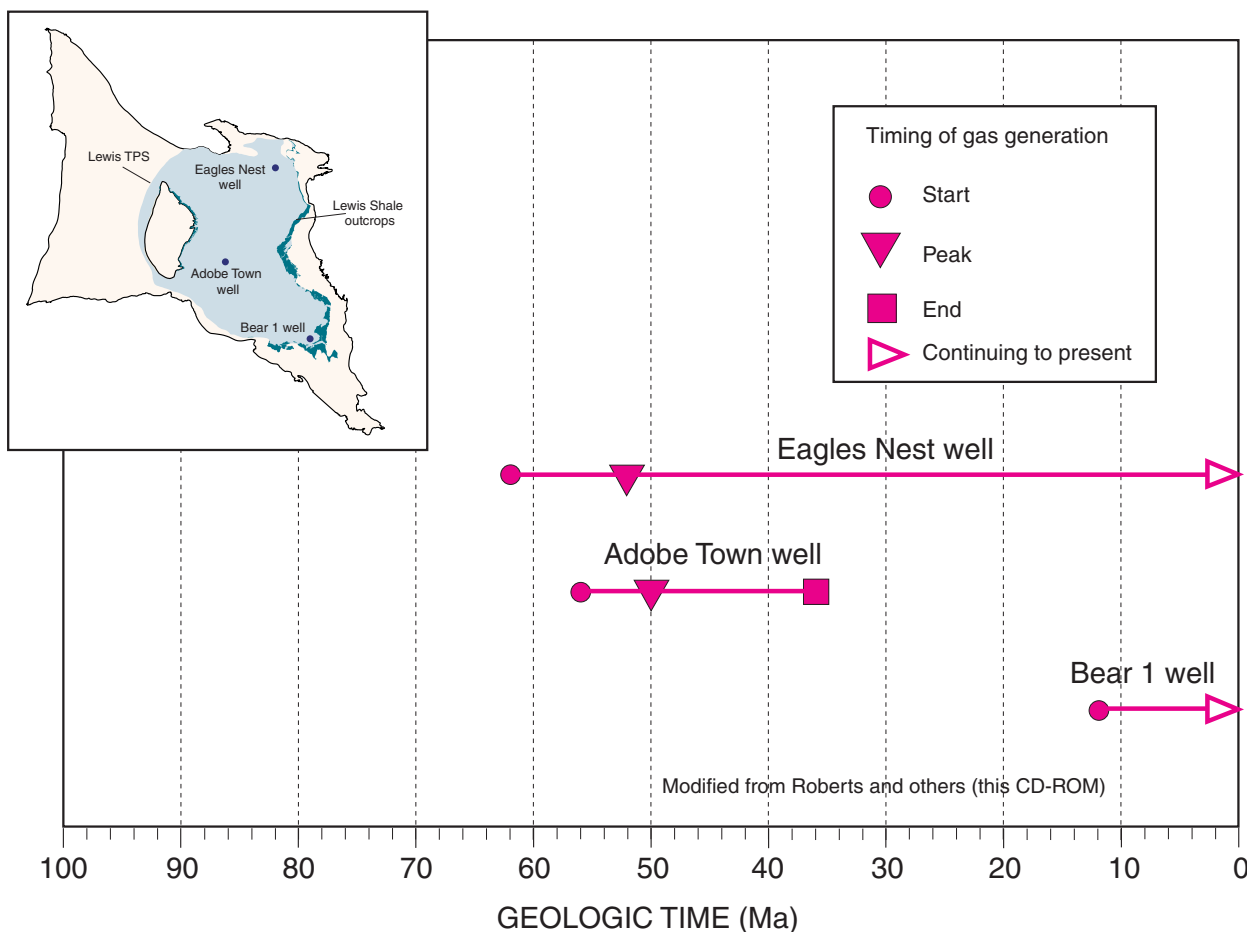 Lewis TPS
Eagles Nest
well
Lewis Shale
outcrops
Adobe Town
well
Bear 1 well
Timing of gas generation
Start
Peak
End
Continuing to present
Eagles Nest well
Adobe Town well
Bear 1 well
Modified from Roberts and others (this CD-ROM)
100 90 80 70 60 50 40 30 20 10 0
GEOLOGIC TIME (Ma)